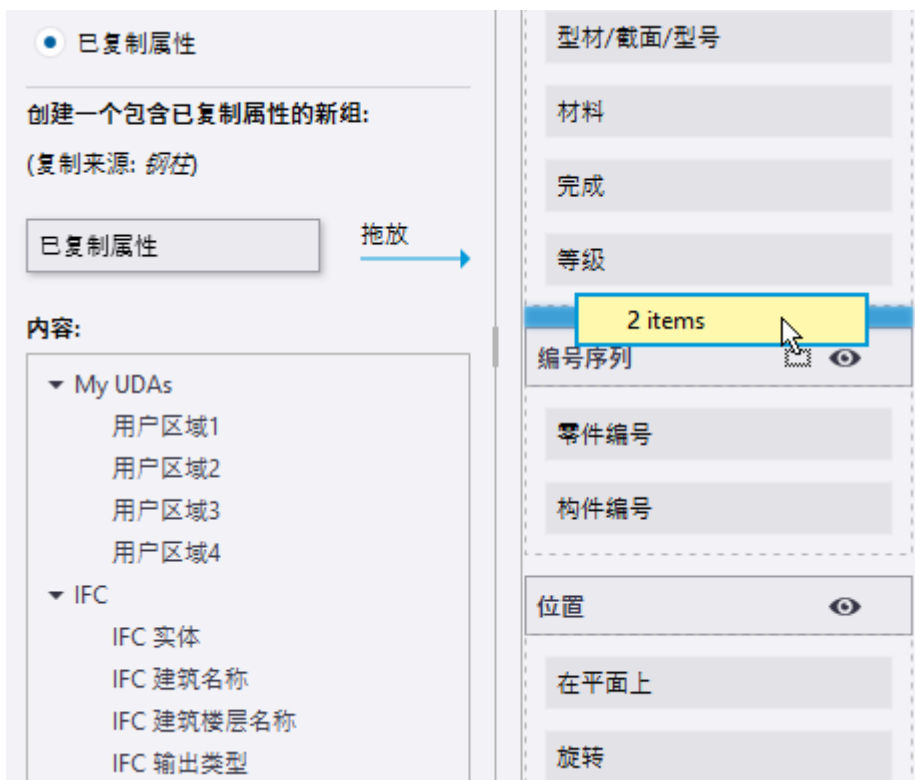 已复制属性
创建一个包含已复制属性的新组:
(复制来源: 钢柱)
已复制属性
拖放
内容:
My UDAs
用户区域1
用户区域2
用户区域3
用户区域4
IFC
IFC 实体
IFC 建筑名称
IFC 建筑楼层名称
IFC 输出类型
型材/截面/型号
材料
完成
等级
2 items
编号序列
零件编号
构件编号
位置
在平面上
旋转